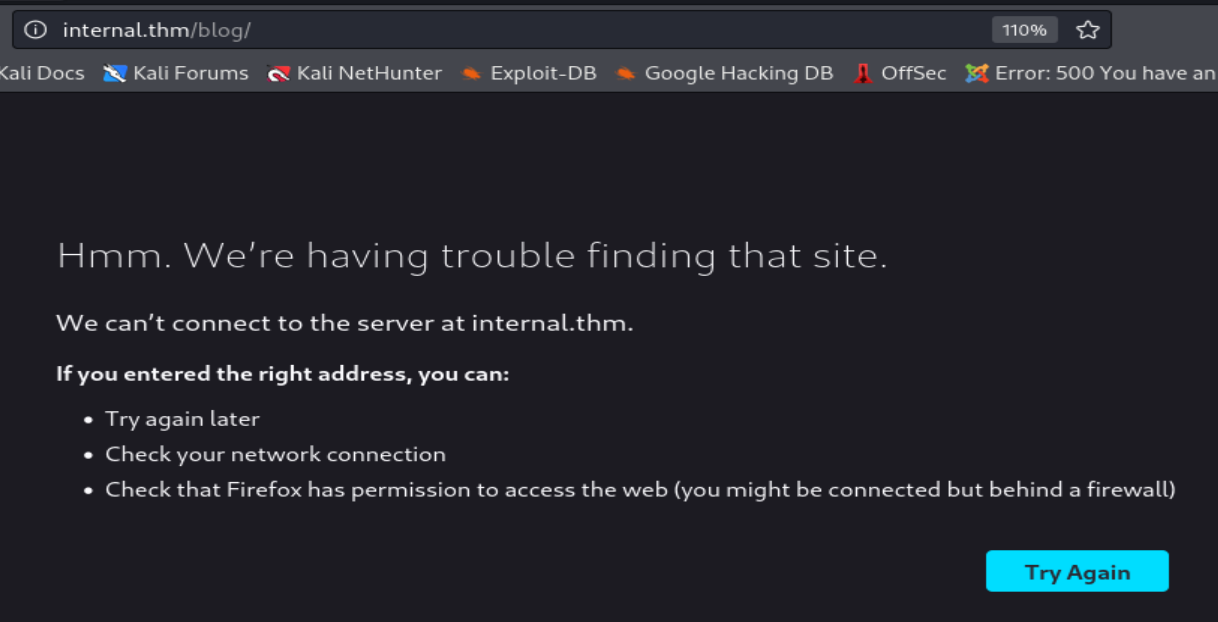 internal.thm/blog/
110%
Kali Docs Kali Forums Kali NetHunter Exploit-DB Google Hacking DB OffSec Error: 500 You have an
Hmm. We're having trouble finding that site.
We can't connect to the server at internal.thm.
If you entered the right address, you can:
• Try again later
• Check your network connection
• Check that Firefox has permission to access the web (you might be connected but behind a firewall)
Try Again